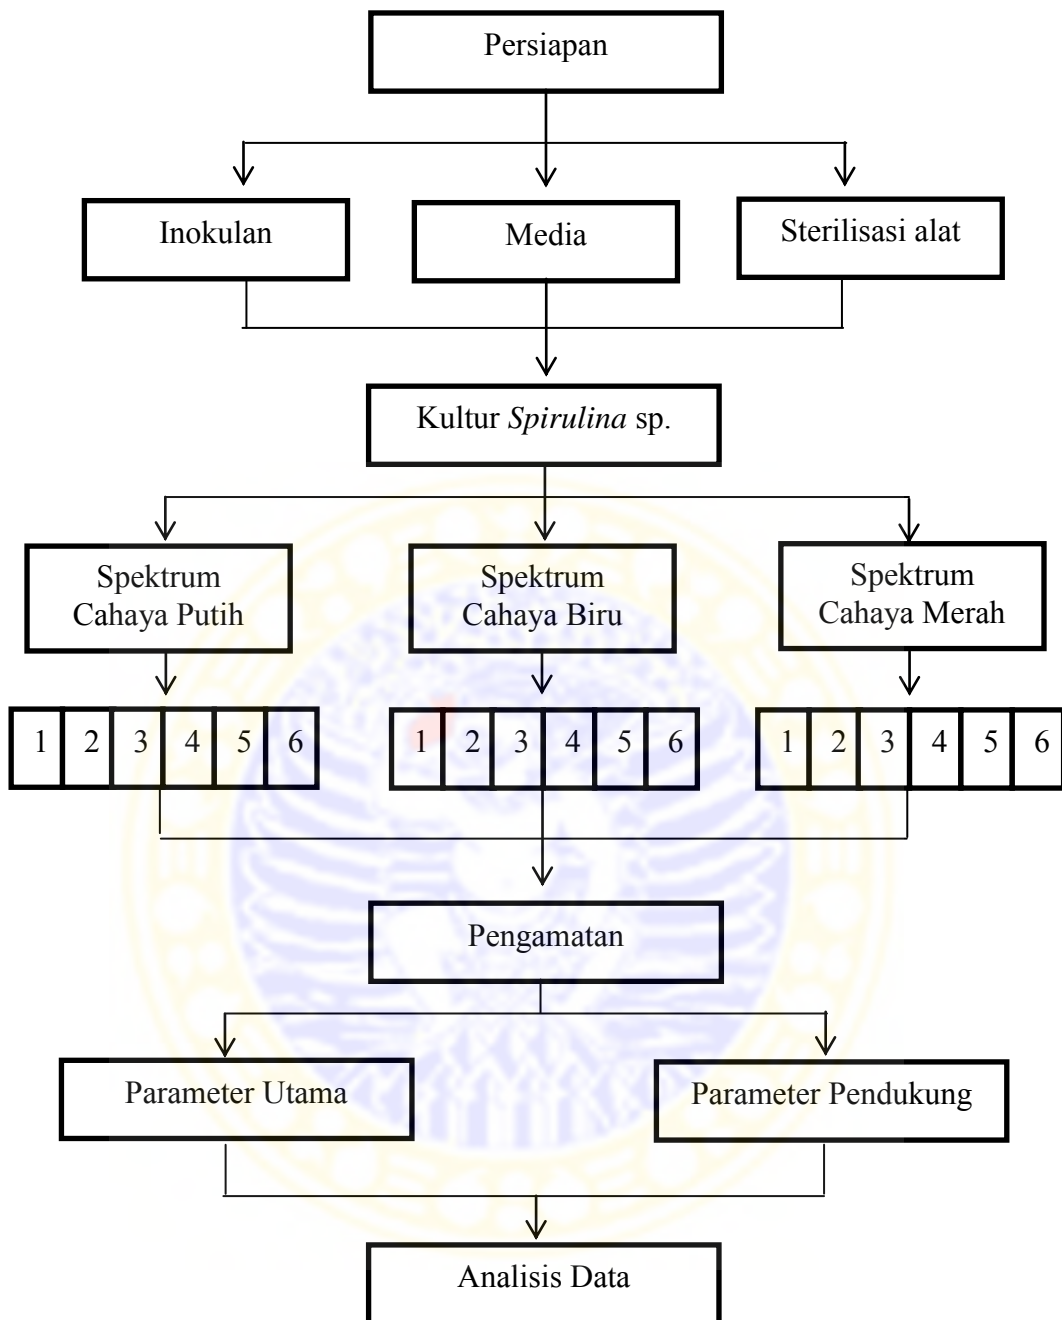 Persiapan
Inokulan
Media
Sterilisasi alat
Kultur Spirulina sp.
Spektrum
Cahaya Putih
Spektrum
Cahaya Biru
Spektrum
Cahaya Merah
1 2 3 4 5 6
1 2 3 4 5 6
1 2 3 4 5 6
Pengamatan
Parameter Utama
Parameter Pendukung
Analisis Data